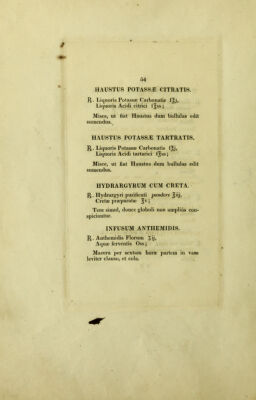 54
HAUSTUS POTASSÆ CITRATIS.
℞. Liquoris Potassæ Carbonatis f℥j,
Liquoris Acidi citrici f℥ss;
Misce, ut fiat Haustus dum bullulas edit
sumendus.
HAUSTUS POTASSÆ TARTRATIS.
℞. Liquoris Potassæ Carbonatis f℥j,
Liquoris Acidi tartarici f℥ss;
Misce, ut fiat Haustus dum bullulas edit
sumendus.
HYDRARGYRUM CUM CRETA.
℞. Hydrargyri purificati pondere ℥iij,
Cretæ præparatæ ℥v;
Tere simul, donec globuli non amplius con-
spiciantur.
INFUSUM ANTHEMIDIS.
℞. Anthemidis Florum ʒij,
Aquæ ferventis Oss;
Macera per sextam horæ partem in vase
leviter clauso, et cola.